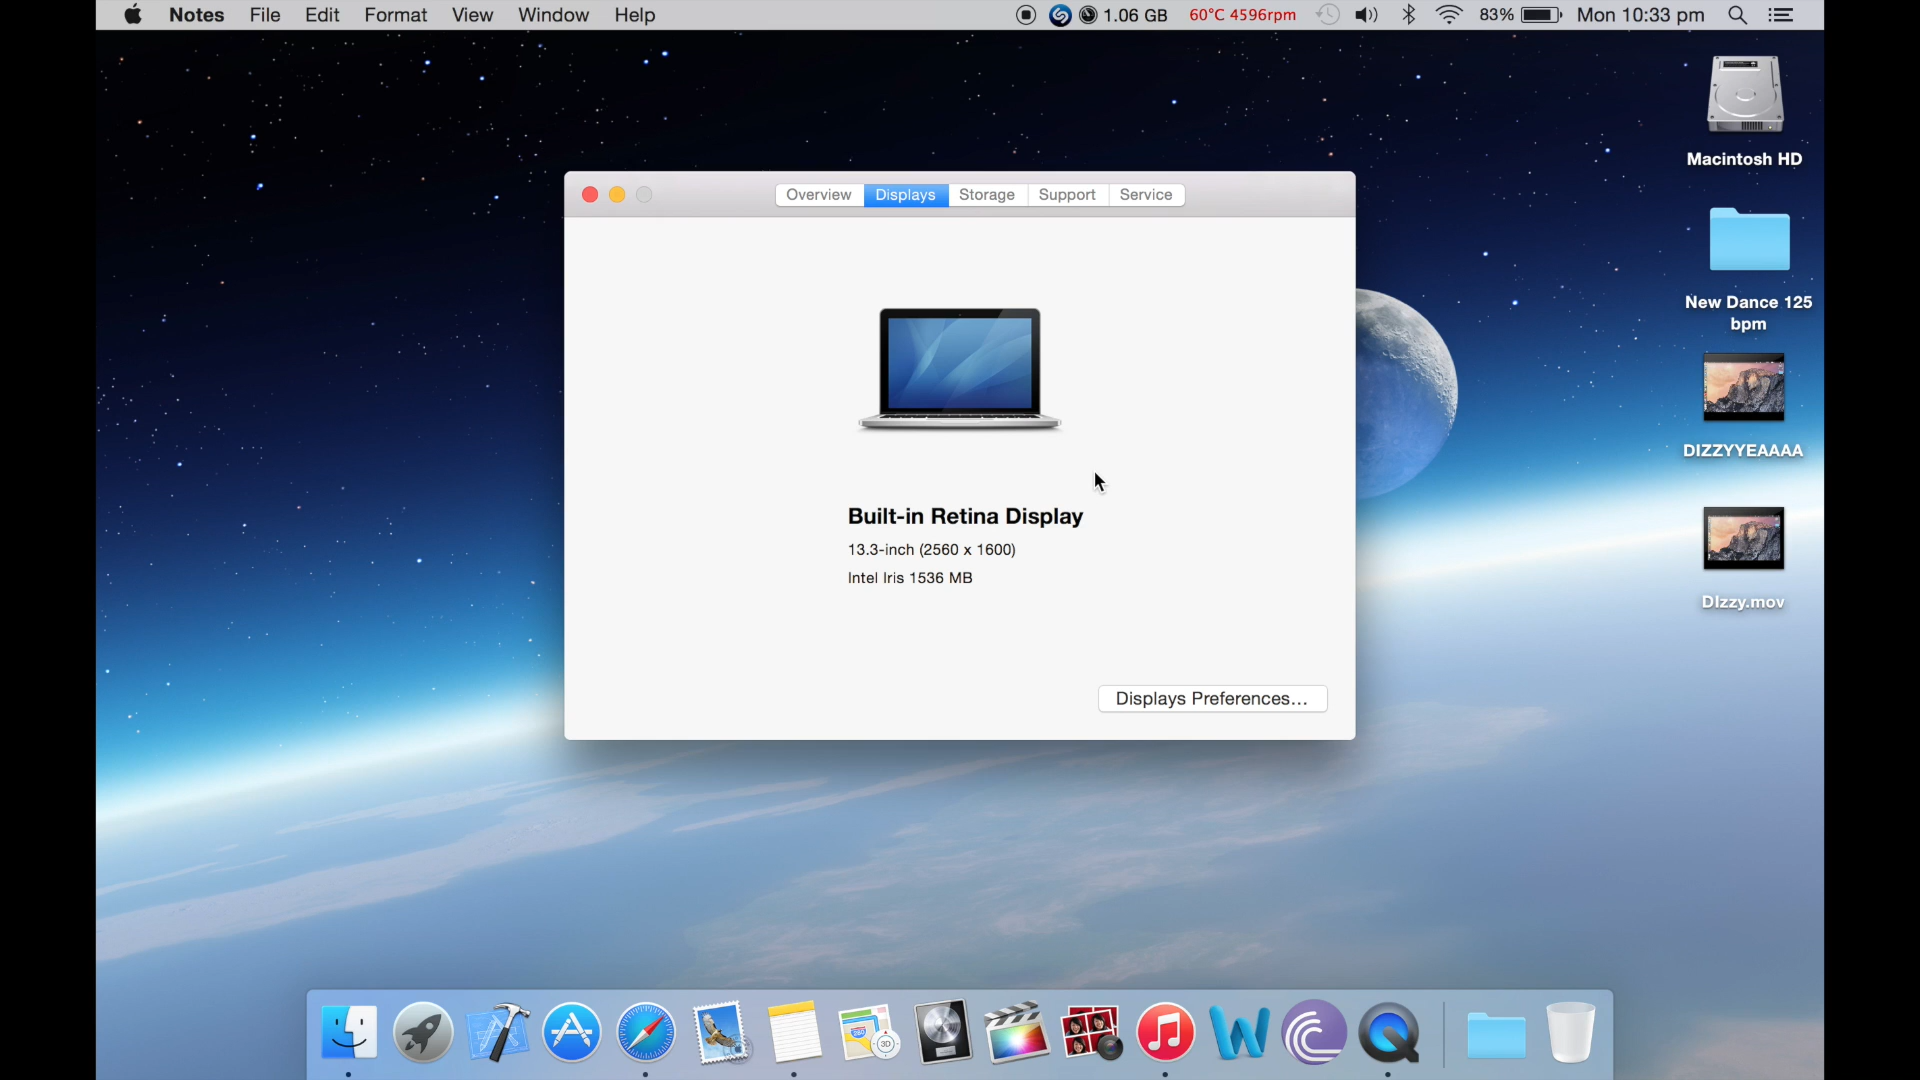 Notes File Edit Format View Window Help 1.06 GB 60°C 4596rpm 83% Mon 10:33 pm
Overview Displays Storage Support Service
Built-in Retina Display
13.3-inch (2560 x 1600)
Intel Iris 1536 MB
Displays Preferences...
Macintosh HD
New Dance 125
bpm
DIZZYYEAAAA
DIzzy.mov
280
3D